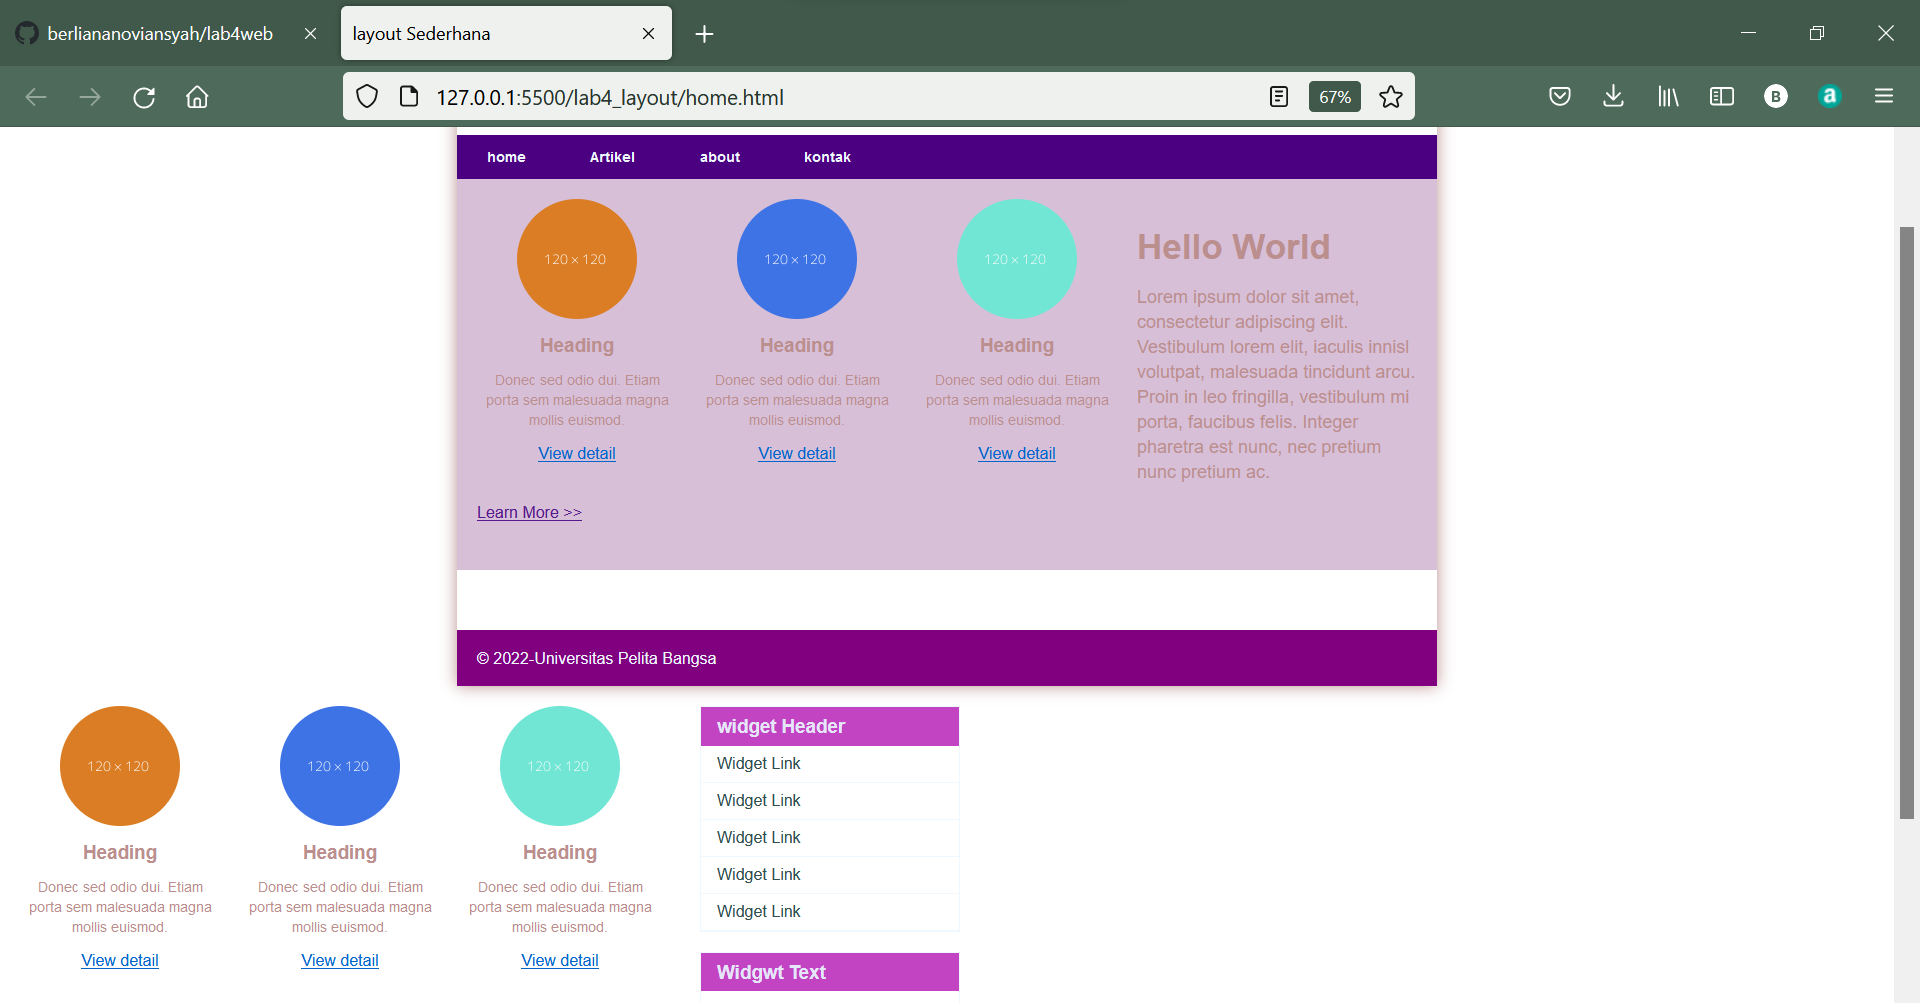 berliananoviansyah/lab4web
layout Sederhana
127.0.0.1:5500/lab4_layout/home.html
67%
B
a
home Artikel about kontak
120 × 120
Heading
Donec sed odio dui. Etiam
porta sem malesuada magna
mollis euismod.
View detail
120 × 120
Heading
Donec sed odio dui. Etiam
porta sem malesuada magna
mollis euismod.
View detail
120 × 120
Heading
Donec sed odio dui. Etiam
porta sem malesuada magna
mollis euismod.
View detail
Hello World
Lorem ipsum dolor sit amet,
consectetur adipiscing elit.
Vestibulum lorem elit, iaculis innisl
volutpat, malesuada tincidunt arcu.
Proin in leo fringilla, vestibulum mi
porta, faucibus felis. Integer
pharetra est nunc, nec pretium
nunc pretium ac.
Learn More >>
© 2022-Universitas Pelita Bangsa
120 × 120
Heading
Donec sed odio dui. Etiam
porta sem malesuada magna
mollis euismod.
View detail
120 × 120
Heading
Donec sed odio dui. Etiam
porta sem malesuada magna
mollis euismod.
View detail
120 × 120
Heading
Donec sed odio dui. Etiam
porta sem malesuada magna
mollis euismod.
View detail
widget Header
Widget Link
Widget Link
Widget Link
Widget Link
Widget Link
Widgwt Text